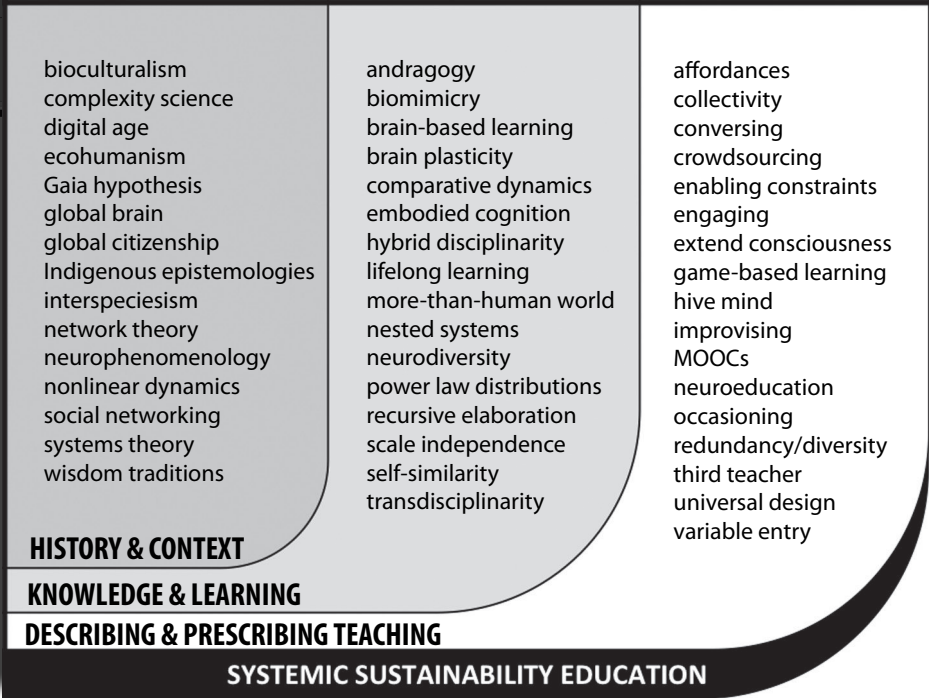 bioculturalism
complexity science
digital age
ecohumanism
Gaia hypothesis
global brain
global citizenship
Indigenous epistemologies
interspeciesism
network theory
neurophenomenology
nonlinear dynamics
social networking
systems theory
wisdom traditions
HISTORY & CONTEXT
andragogy
biomimicry
brain-based learning
brain plasticity
comparative dynamics
embodied cognition
hybrid disciplinarity
lifelong learning
more-than-human world
nested systems
neurodiversity
power law distributions
recursive elaboration
scale independence
self-similarity
transdisciplinarity
KNOWLEDGE & LEARNING
affordances
collectivity
conversing
crowdsourcing
enabling constraints
engaging
extend consciousness
game-based learning
hive mind
improvising
MOOCs
neuroeducation
occasioning
redundancy/diversity
third teacher
universal design
variable entry
DESCRIBING & PRESCRIBING TEACHING
SYSTEMIC SUSTAINABILITY EDUCATION